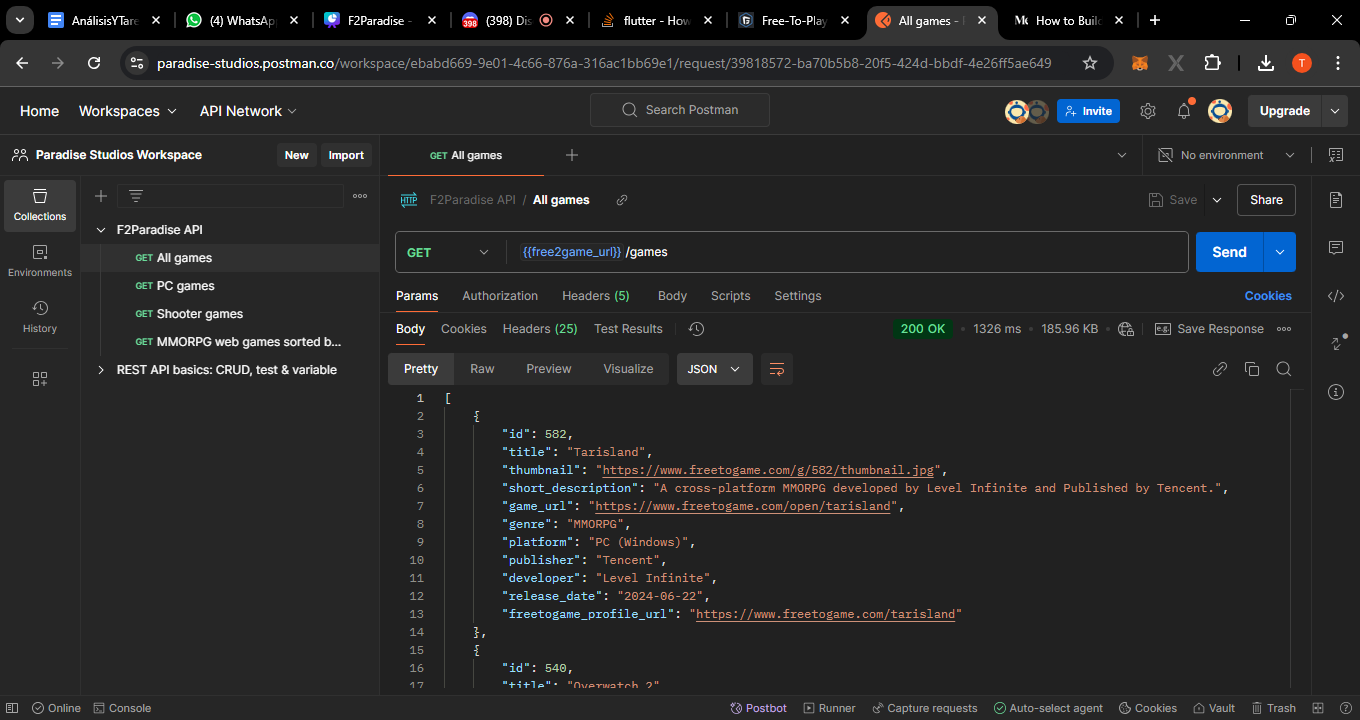 AnálisisYTare
(4) WhatsAp
F2Paradise -
(398) Dis
flutter - How
Free-To-Play
All games -
How to Buil
paradise-studios.postman.co/workspace/ebabd669-9e01-4c66-876a-316ac1bb69e1/request/39818572-ba70b5b8-20f5-424d-bbdf-4e26ff5ae649
T
Home
Workspaces
API Network
Search Postman
Invite
Upgrade
Paradise Studios Workspace
New
Import
GET All games
No environment
Collections
Environments
History
F2Paradise API
GET All games
GET PC games
GET Shooter games
GET MMORPG web games sorted b...
REST API basics: CRUD, test & variable
HTTP F2Paradise API / All games
Save
Share
GET
{{free2game_url}} /games
Send
Params
Authorization
Headers (5)
Body
Scripts
Settings
Cookies
Body
Cookies
Headers (25)
Test Results
200 OK • 1326 ms • 185.96 KB
e.g. Save Response
Pretty
Raw
Preview
Visualize
JSON
1 [
2 {
3 "id": 582,
4 "title": "Tarisland",
5 "thumbnail": "https://www.freetogame.com/g/582/thumbnail.jpg",
6 "short_description": "A cross-platform MMORPG developed by Level Infinite and Published by Tencent.",
7 "game_url": "https://www.freetogame.com/open/tarisland",
8 "genre": "MMORPG",
9 "platform": "PC (Windows)",
10 "publisher": "Tencent",
11 "developer": "Level Infinite",
12 "release_date": "2024-06-22",
13 "freetogame_profile_url": "https://www.freetogame.com/tarisland"
14 },
15 {
16 "id": 540,
17 "title": "Overwatch 2"
Online
Console
Postbot
Runner
Capture requests
Auto-select agent
Cookies
Vault
Trash